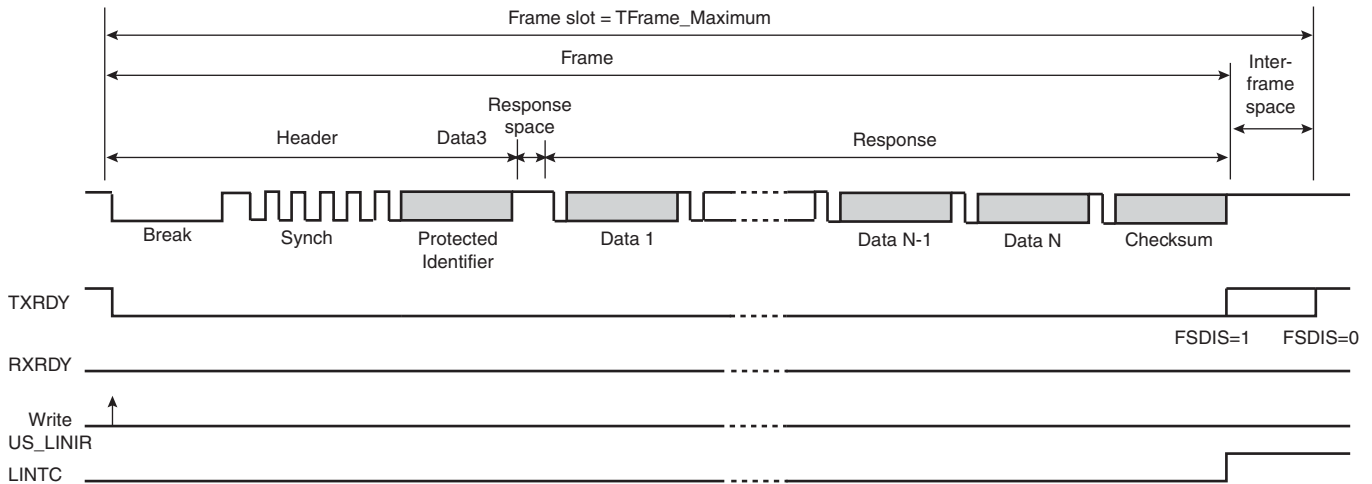 Frame slot = TFrame_Maximum
Frame
Inter-
frame
space
Response
space
Header
Data3
Response
Break
Synch
Protected
Identifier
Data 1
Data N-1
Data N
Checksum
TXRDY
FSDIS=1
FSDIS=0
RXRDY
Write
US_LINIR
LINTC